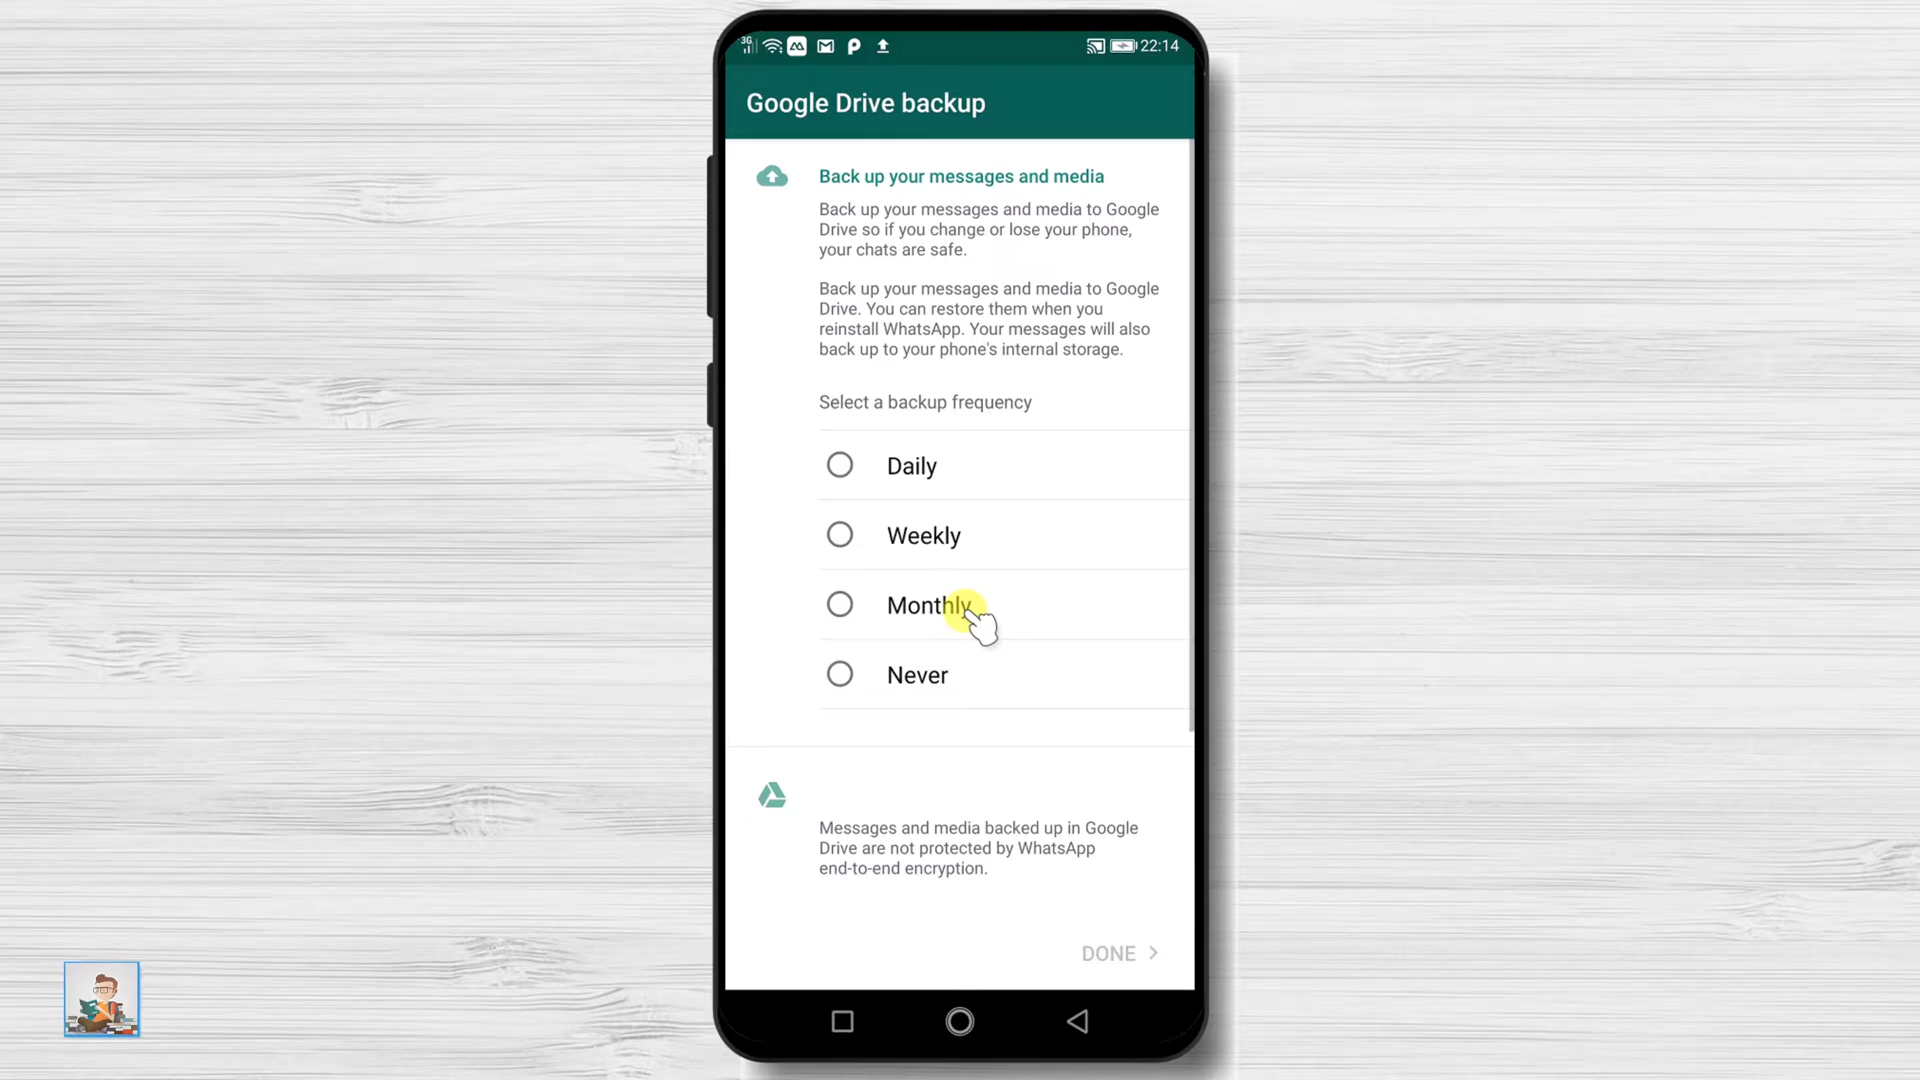 3G 22:14
Google Drive backup
Back up your messages and media
Back up your messages and media to Google
Drive so if you change or lose your phone,
your chats are safe.
Back up your messages and media to Google
Drive. You can restore them when you
reinstall WhatsApp. Your messages will also
back up to your phone's internal storage.
Select a backup frequency
Daily
Weekly
Monthly
Never
Messages and media backed up in Google
Drive are not protected by WhatsApp
end-to-end encryption.
DONE